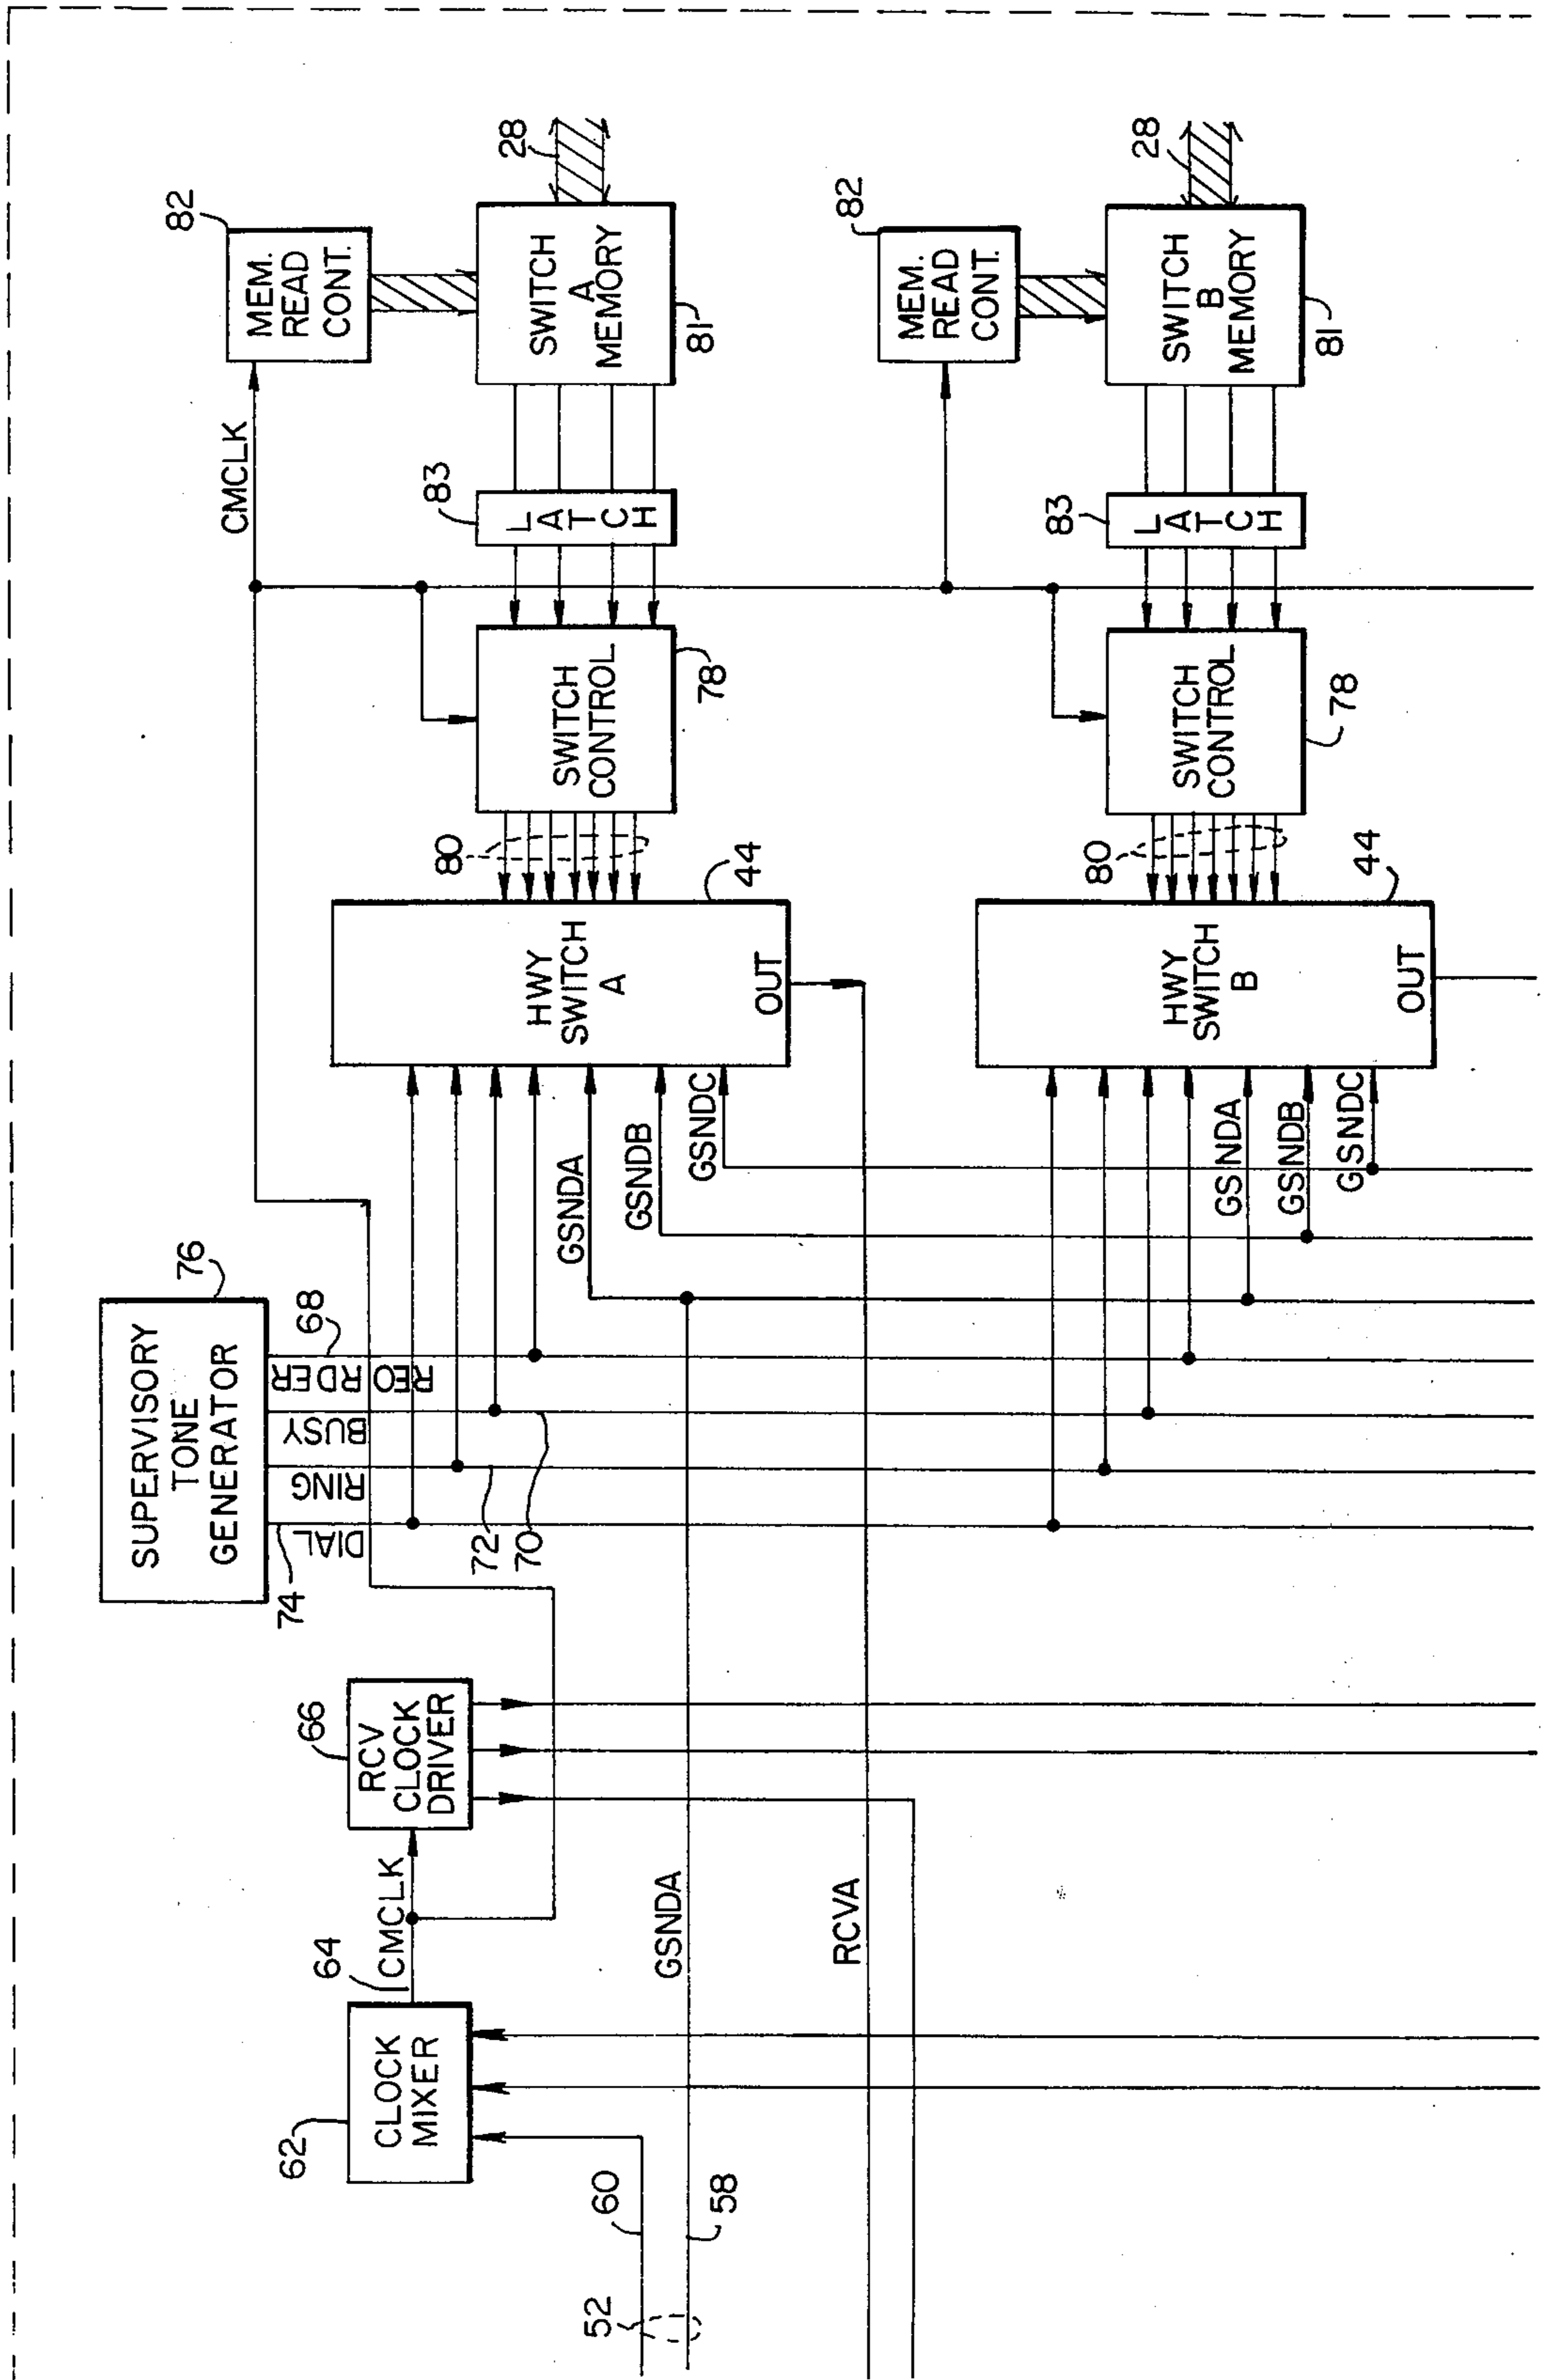 82
MEM.
READ
CONT.
CMCLK
28
SWITCH
A
MEMORY
81
83
LATCH
SWITCH
CONTROL
78
80
HWY
SWITCH
A
OUT
44
GSNDA
GSNDB
GSNDC
82
MEM.
READ
CONT.
28
SWITCH
B
MEMORY
81
83
LATCH
SWITCH
CONTROL
78
80
HWY
SWITCH
B
OUT
44
GSNDA
GSNDB
GSNDC
76
SUPERVISORY
TONE
GENERATOR
68
REORDER
BUSY
RING
DIAL
74
72
70
66
RCV
CLOCK
DRIVER
CMCLK
64
62
CLOCK
MIXER
GSNDA
RCVA
60
58
52